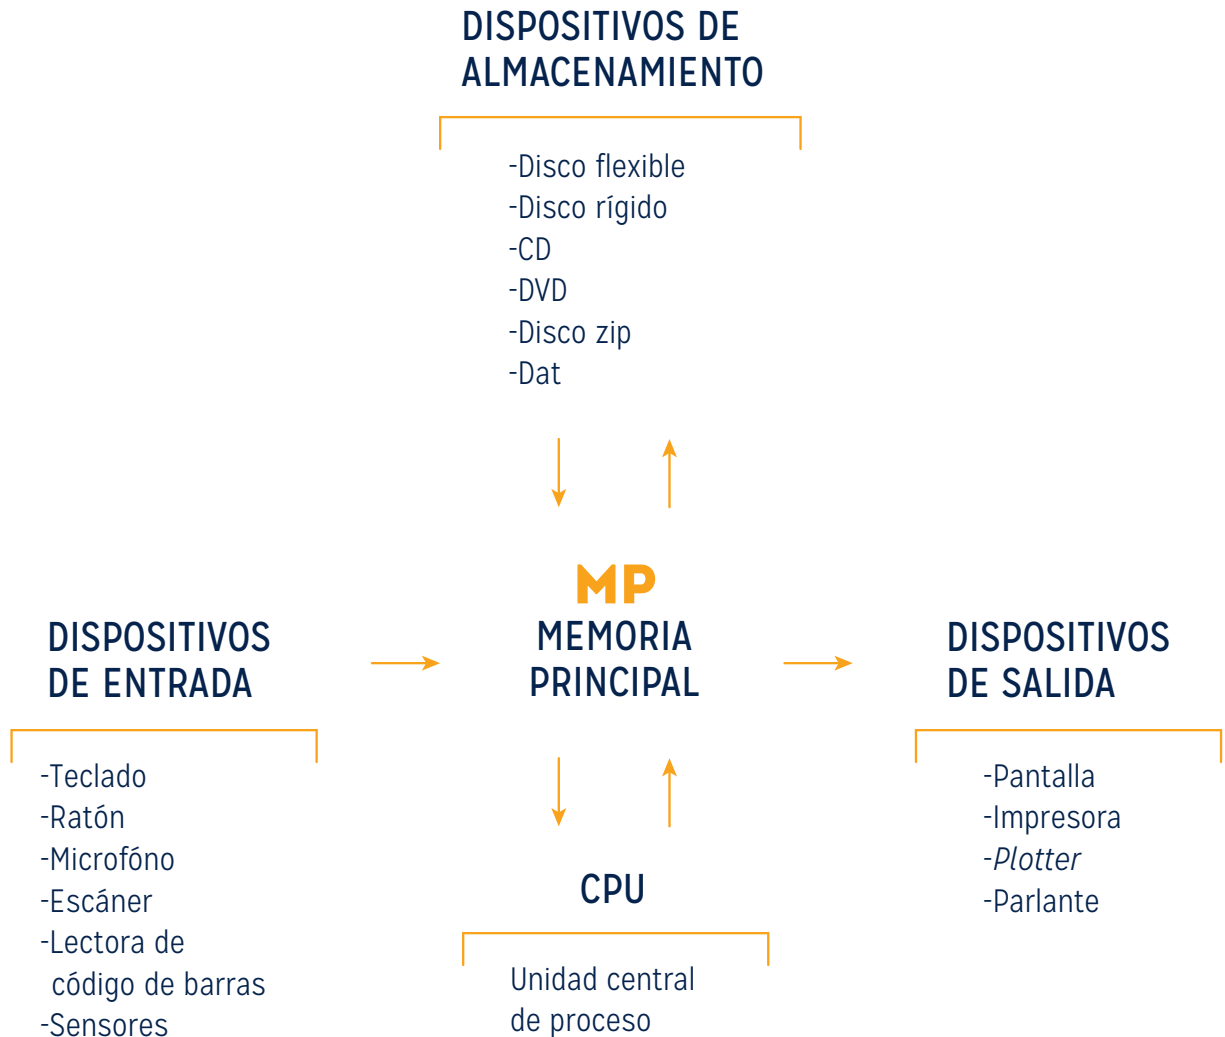 DISPOSITIVOS DE
ALMACENAMIENTO
-Disco flexible
-Disco rígido
-CD
-DVD
-Disco zip
-Dat
MP
MEMORIA
PRINCIPAL
DISPOSITIVOS
DE ENTRADA
-Teclado
-Ratón
-Microfóno
-Escáner
-Lectora de
código de barras
-Sensores
CPU
Unidad central
de proceso
DISPOSITIVOS
DE SALIDA
-Pantalla
-Impresora
-Plotter
-Parlante